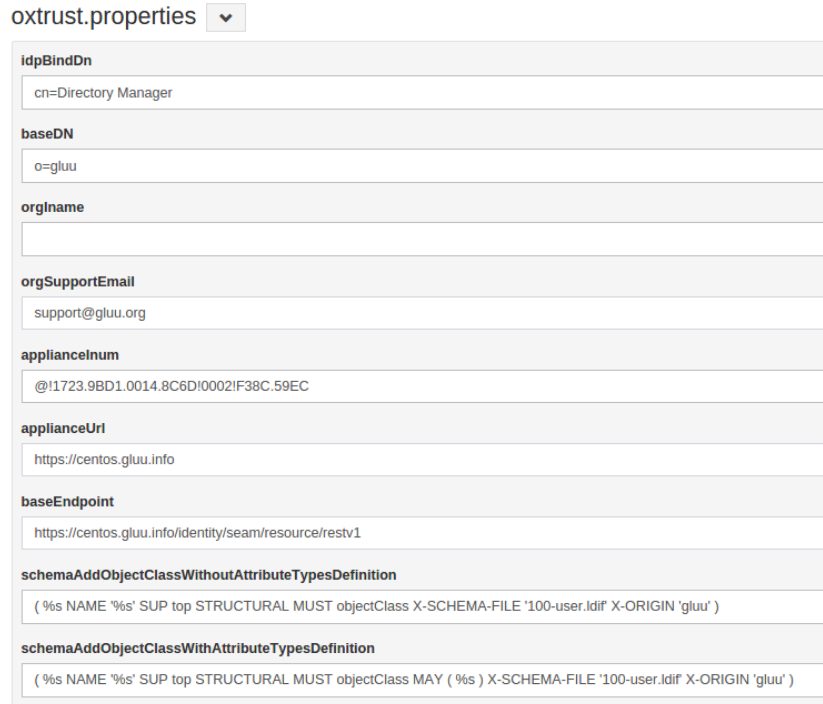 oxtrust.properties
idpBindDn
cn=Directory Manager
baseDN
o=gluu
orgIname
orgSupportEmail
support@gluu.org
applianceInum
@!1723.9BD1.0014.8C6D!0002!F38C.59EC
applianceUrl
https://centos.gluu.info
baseEndpoint
https://centos.gluu.info/identity/seam/resource/restv1
schemaAddObjectClassWithoutAttributeTypesDefinition
( %s NAME '%s' SUP top STRUCTURAL MUST objectClass X-SCHEMA-FILE '100-user.ldif' X-ORIGIN 'gluu' )
schemaAddObjectClassWithAttributeTypesDefinition
( %s NAME '%s' SUP top STRUCTURAL MUST objectClass MAY ( %s ) X-SCHEMA-FILE '100-user.ldif' X-ORIGIN 'gluu' )